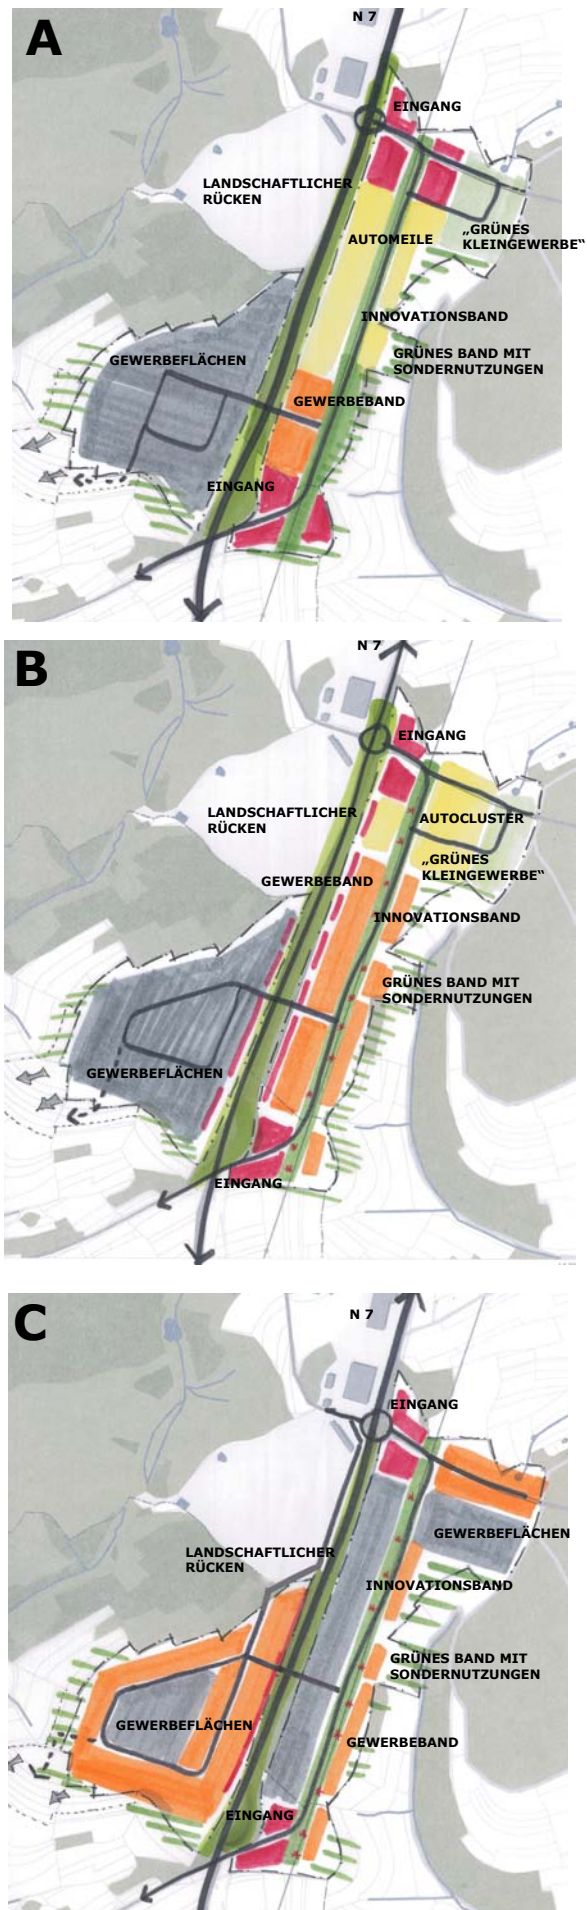 A
N 7
EINGANG
LANDSCHAFTLICHER
RÜCKEN
AUTOMEILE
„GRÜNES
KLEINGEWERBE“
INNOVATIONSBAND
GRÜNES BAND MIT
SONDERNUTZUNGEN
GEWERBEFLÄCHEN
GEWERBEBAND
EINGANG
B
N 7
EINGANG
LANDSCHAFTLICHER
RÜCKEN
AUTOCLUSTER
„GRÜNES
KLEINGEWERBE“
GEWERBEBAND
INNOVATIONSBAND
GRÜNES BAND MIT
SONDERNUTZUNGEN
GEWERBEFLÄCHEN
EINGANG
C
N 7
EINGANG
GEWERBEFLÄCHEN
LANDSCHAFTLICHER
RÜCKEN
INNOVATIONSBAND
GRÜNES BAND MIT
SONDERNUTZUNGEN
GEWERBEFLÄCHEN
GEWERBEBAND
EINGANG